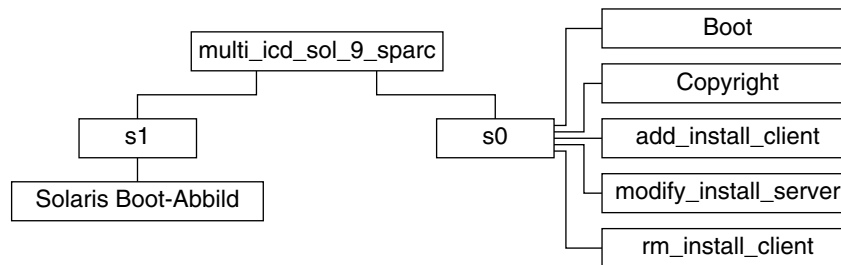 multi_icd_sol_9_sparc
s1
Solaris Boot-Abbild
s0
Boot
Copyright
add_install_client
modify_install_server
rm_install_client